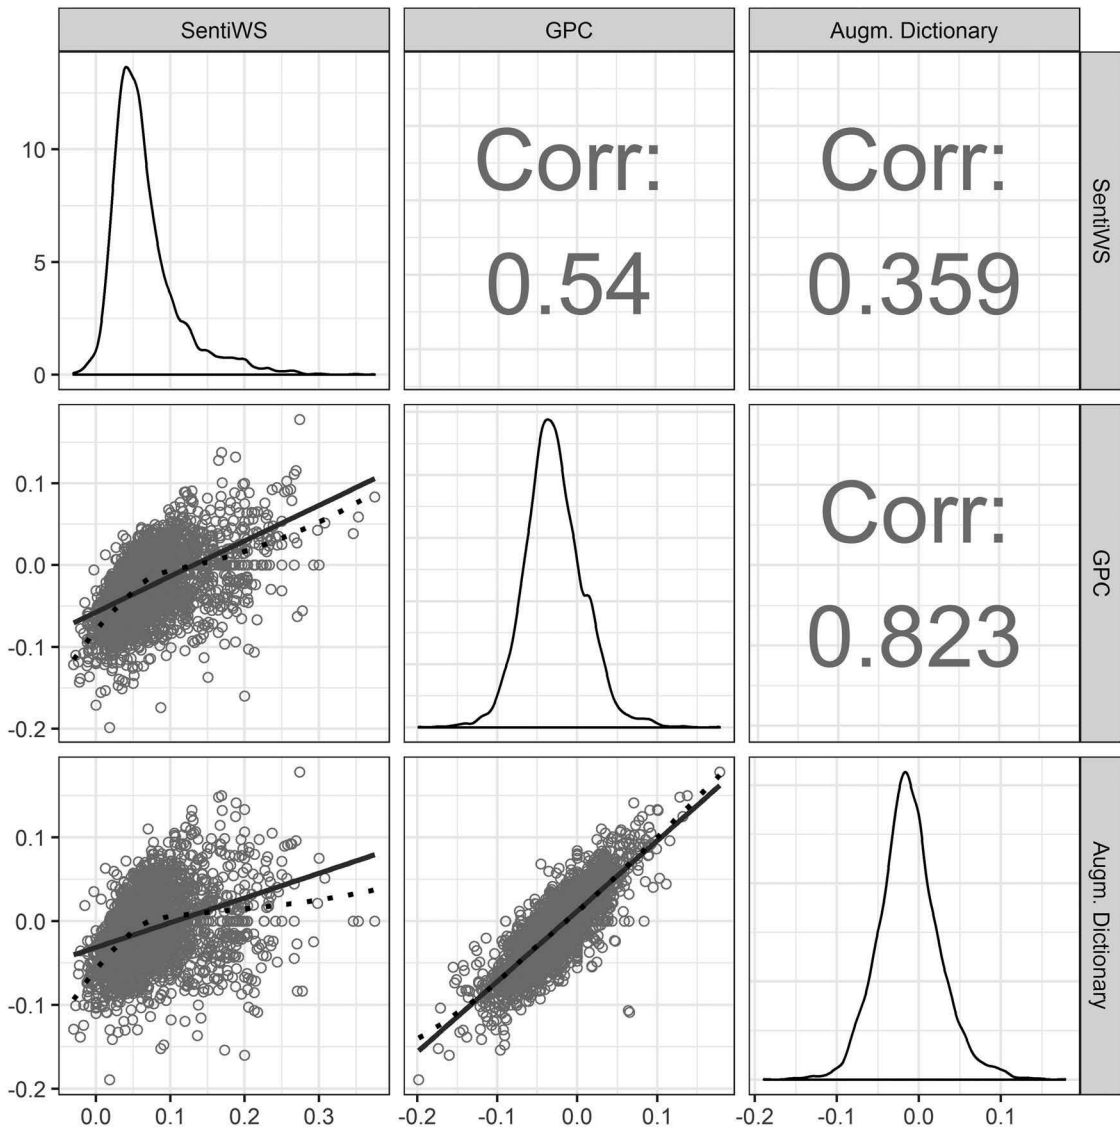 SentiWS GPC Augm. Dictionary
10
5
0
Corr:
0.54
Corr:
0.359
SentiWS
0.1
0.0
-0.1
-0.2
Corr:
0.823
GPC
0.1
0.0
-0.1
-0.2
Augm. Dictionary
0.0 0.1 0.2 0.3 -0.2 -0.1 0.0 0.1 -0.2 -0.1 0.0 0.1